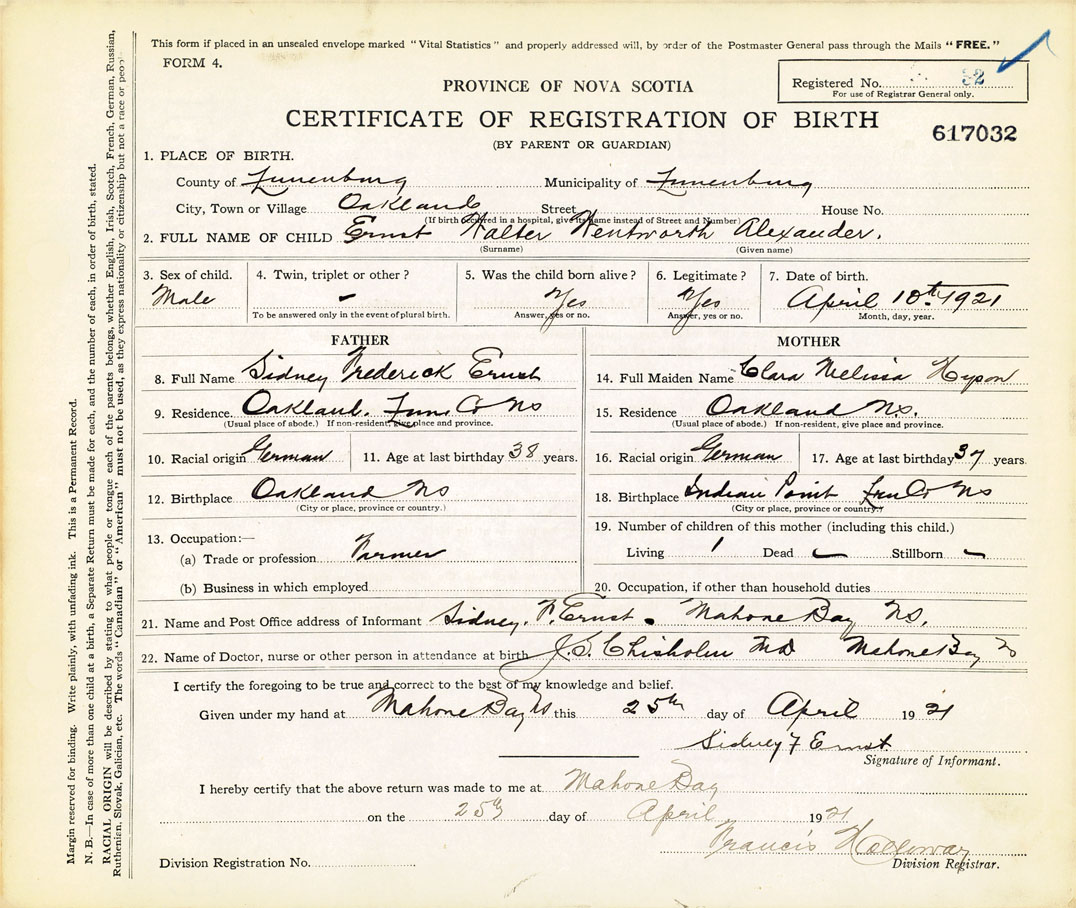 This form if placed in an unsealed envelope marked "Vital Statistics" and properly addressed will, by order of the Postmaster General pass through the Mails "FREE."
FORM 4.
Registered No. 32
For use of Registrar General only.
PROVINCE OF NOVA SCOTIA
CERTIFICATE OF REGISTRATION OF BIRTH
617032
(BY PARENT OR GUARDIAN)
1. PLACE OF BIRTH.
County of Lunenburg Municipality of Lunenburg
City, Town or Village Oakland Street House No.
(If birth occurred in a hospital, give its name instead of Street and Number)
2. FULL NAME OF CHILD Ernst Walter Wentworth Alexander.
(Surname) (Given name)
3. Sex of child. 4. Twin, triplet or other? 5. Was the child born alive? 6. Legitimate? 7. Date of birth.
Male - Yes Yes April 10th 1921
To be answered only in the event of plural birth. Answer, yes or no. Answer, yes or no. Month, day, year.
FATHER
8. Full Name Sidney Frederick Ernst
9. Residence. Oakland. Lun. Co NS
(Usual place of abode.) If non-resident, give place and province.
10. Racial origin German 11. Age at last birthday 38 years.
12. Birthplace Oakland NS
(City or place, province or country.)
13. Occupation:—
(a) Trade or profession Farmer
(b) Business in which employed
MOTHER
14. Full Maiden Name Clara Melissa Hyson
15. Residence Oakland N.S.
(Usual place of abode.) If non-resident, give place and province.
16. Racial origin German 17. Age at last birthday 37 years.
18. Birthplace Indian Point Lun Co NS
(City or place, province or country.)
19. Number of children of this mother (including this child.)
Living 1 Dead - Stillborn -
20. Occupation, if other than household duties
21. Name and Post Office address of Informant Sidney. F. Ernst. Mahone Bay NS.
22. Name of Doctor, nurse or other person in attendance at birth J. S. Chisholm MD Mahone Bay
I certify the foregoing to be true and correct to the best of my knowledge and belief.
Given under my hand at Mahone Bay NS this 25th day of April 1921
Sidney F Ernst
Signature of Informant.
I hereby certify that the above return was made to me at Mahone Bay
on the 25th day of April 1921
Francis Holloway
Division Registrar.
Division Registration No.
Margin reserved for binding. Write plainly, with unfading ink. This is a Permanent Record.
N. B.—In case of more than one child at a birth, a Separate Return must be made for each, and the number of each, in order of birth, stated.
RACIAL ORIGIN will be described by stating to what people or tongue each of the parents belongs, whether English, Irish, Scotch, French, German, Russian,
Ruthenian, Slovak, Galician, etc. The words "Canadian" or "American" must not be used, as they express nationality or citizenship but not a race or people